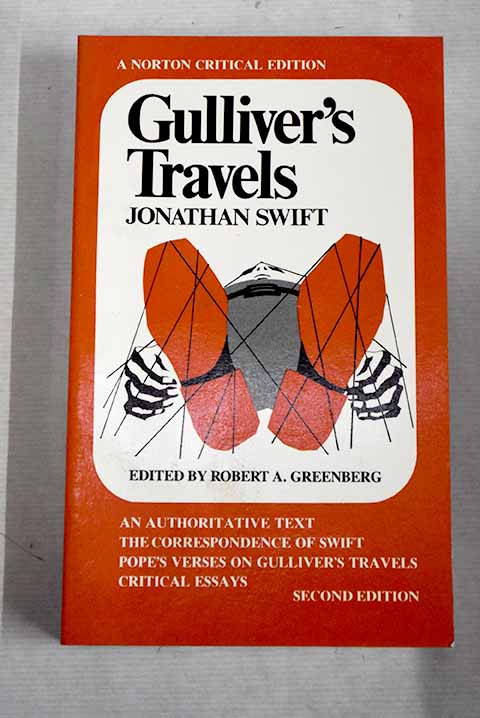 A NORTON CRITICAL EDITION
Gulliver's
Travels
JONATHAN SWIFT
EDITED BY ROBERT A. GREENBERG
AN AUTHORITATIVE TEXT
THE CORRESPONDENCE OF SWIFT
POPE'S VERSES ON GULLIVER'S TRAVELS
CRITICAL ESSAYS
SECOND EDITION